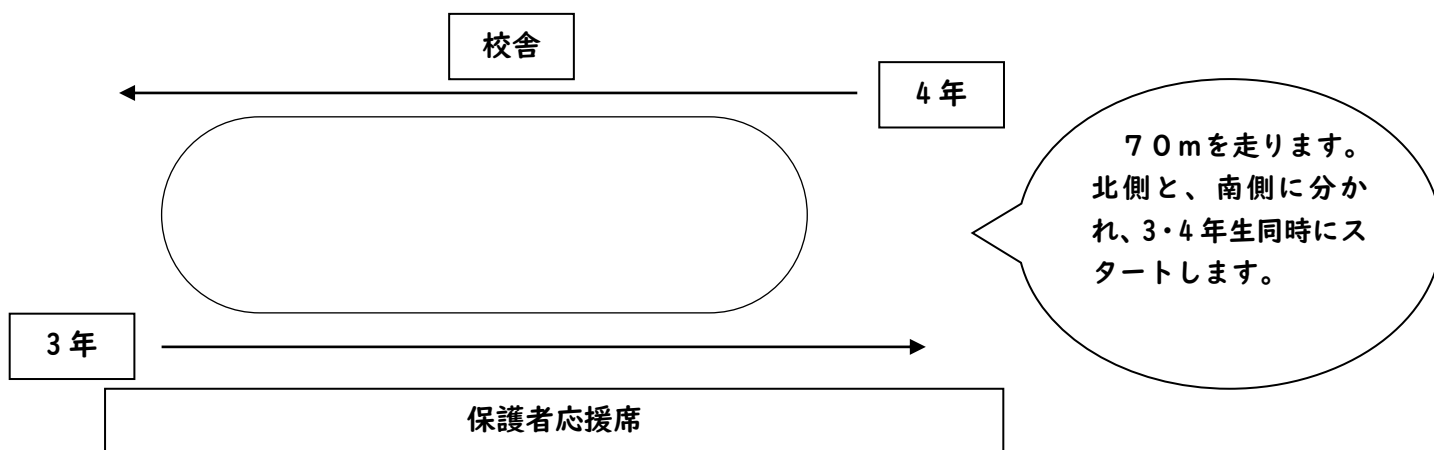 校舎
4年
７０mを走ります。
北側と、南側に分か
れ、3・4年生同時にス
タートします。
3年
保護者応援席